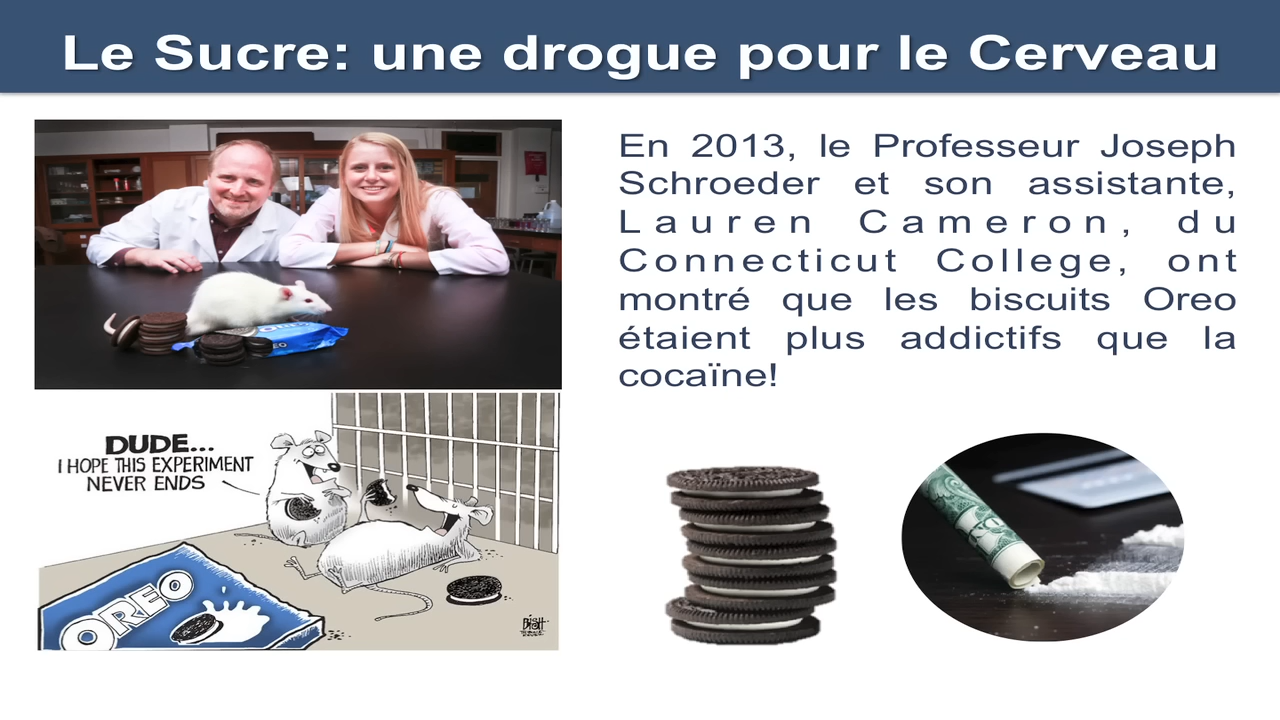 Le Sucre: une drogue pour le Cerveau
En 2013, le Professeur Joseph
Schroeder et son assistante,
Lauren Cameron, du
Connecticut College, ont
montré que les biscuits Oreo
étaient plus addictifs que la
cocaïne!
OREO
DUDE...
I HOPE THIS EXPERIMENT
NEVER ENDS
OREO
BISH